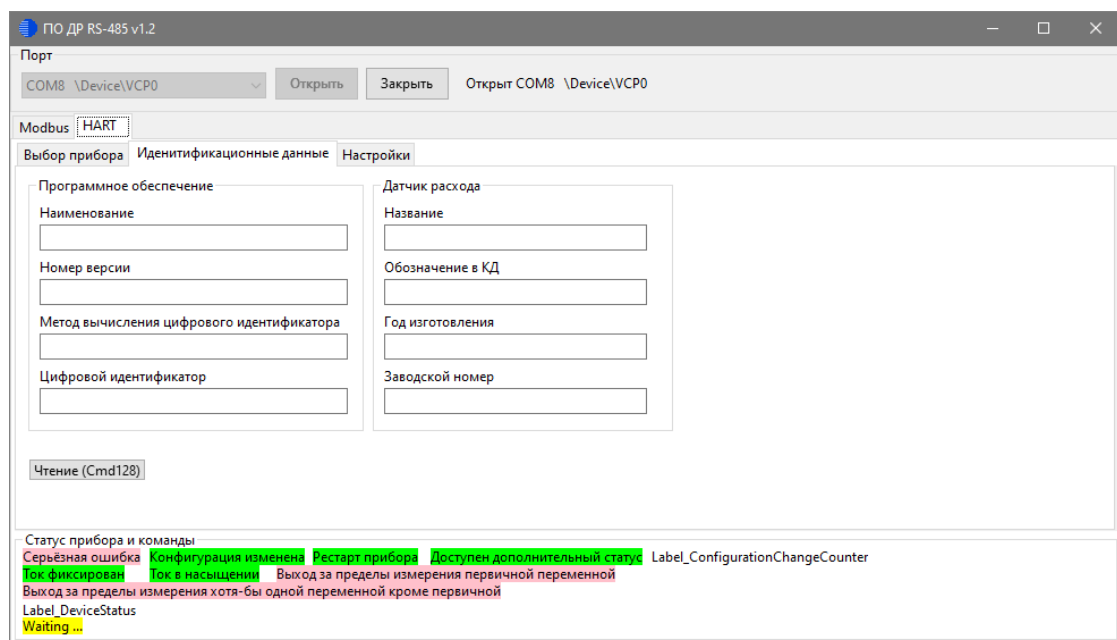 ПО ДР RS-485 v1.2
Порт
COM8 \Device\VCP0 Открыть Закрыть Открыт COM8 \Device\VCP0
Modbus HART
Выбор прибора Иденитификационные данные Настройки
Программное обеспечение Датчик расхода
Наименование Название
Номер версии Обозначение в КД
Метод вычисления цифрового идентификатора Год изготовления
Цифровой идентификатор Заводской номер
Чтение (Cmd128)
Статус прибора и команды
Серьёзная ошибка Конфигурация изменена Рестарт прибора Доступен дополнительный статус Label_ConfigurationChangeCounter
Ток фиксирован Ток в насыщении Выход за пределы измерения первичной переменной
Выход за пределы измерения хотя-бы одной переменной кроме первичной
Label_DeviceStatus
Waiting ...